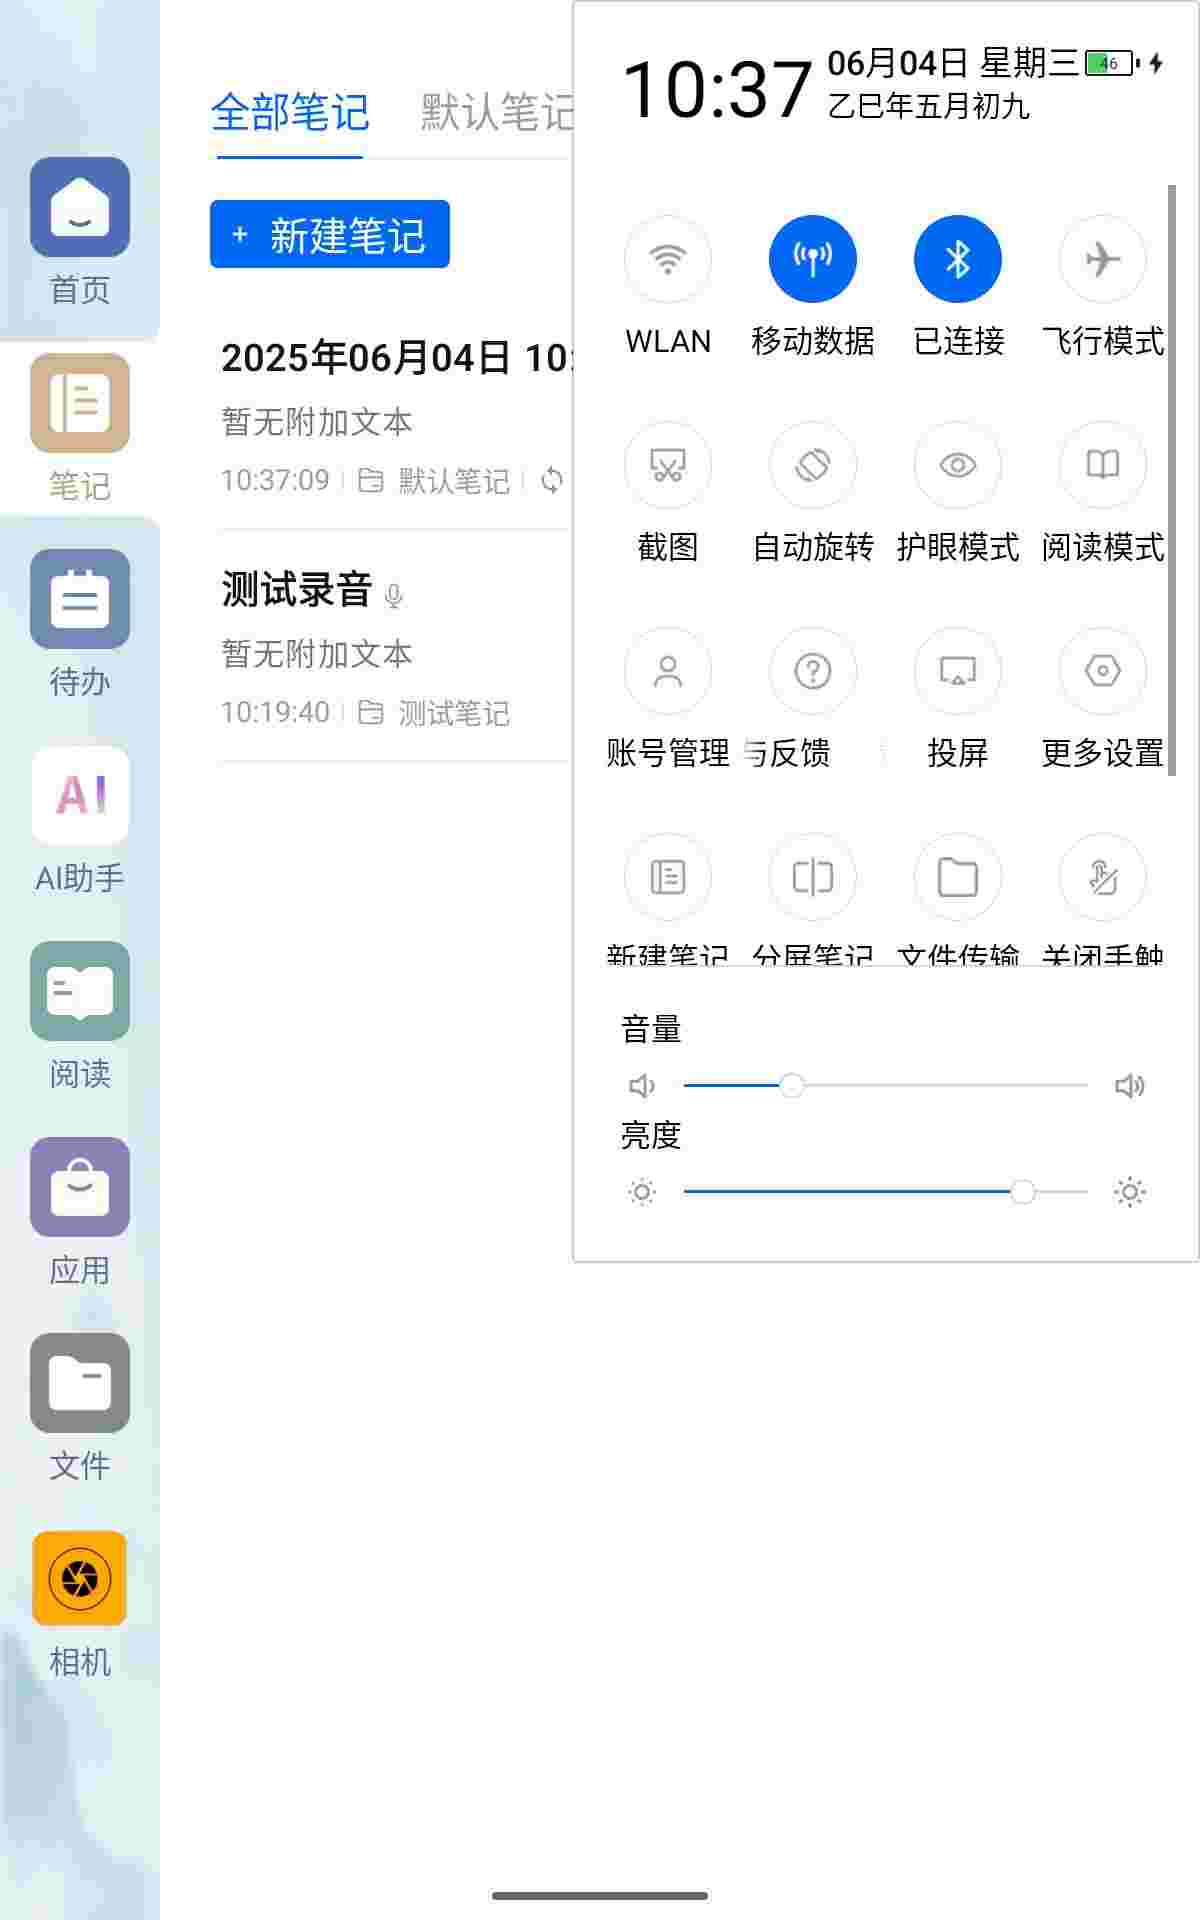 首页
笔记
待办
AI
AI助手
阅读
应用
文件
相机
全部笔记 默认笔记
+ 新建笔记
2025年06月04日 10:
暂无附加文本
10:37:09 默认笔记
测试录音
暂无附加文本
10:19:40 测试笔记
10:37
06月04日 星期三 46
乙巳年五月初九
WLAN 移动数据 已连接 飞行模式
截图 自动旋转 护眼模式 阅读模式
账号管理 与反馈 投屏 更多设置
新建笔记 分屏笔记 文件传输 关闭手触
音量
亮度